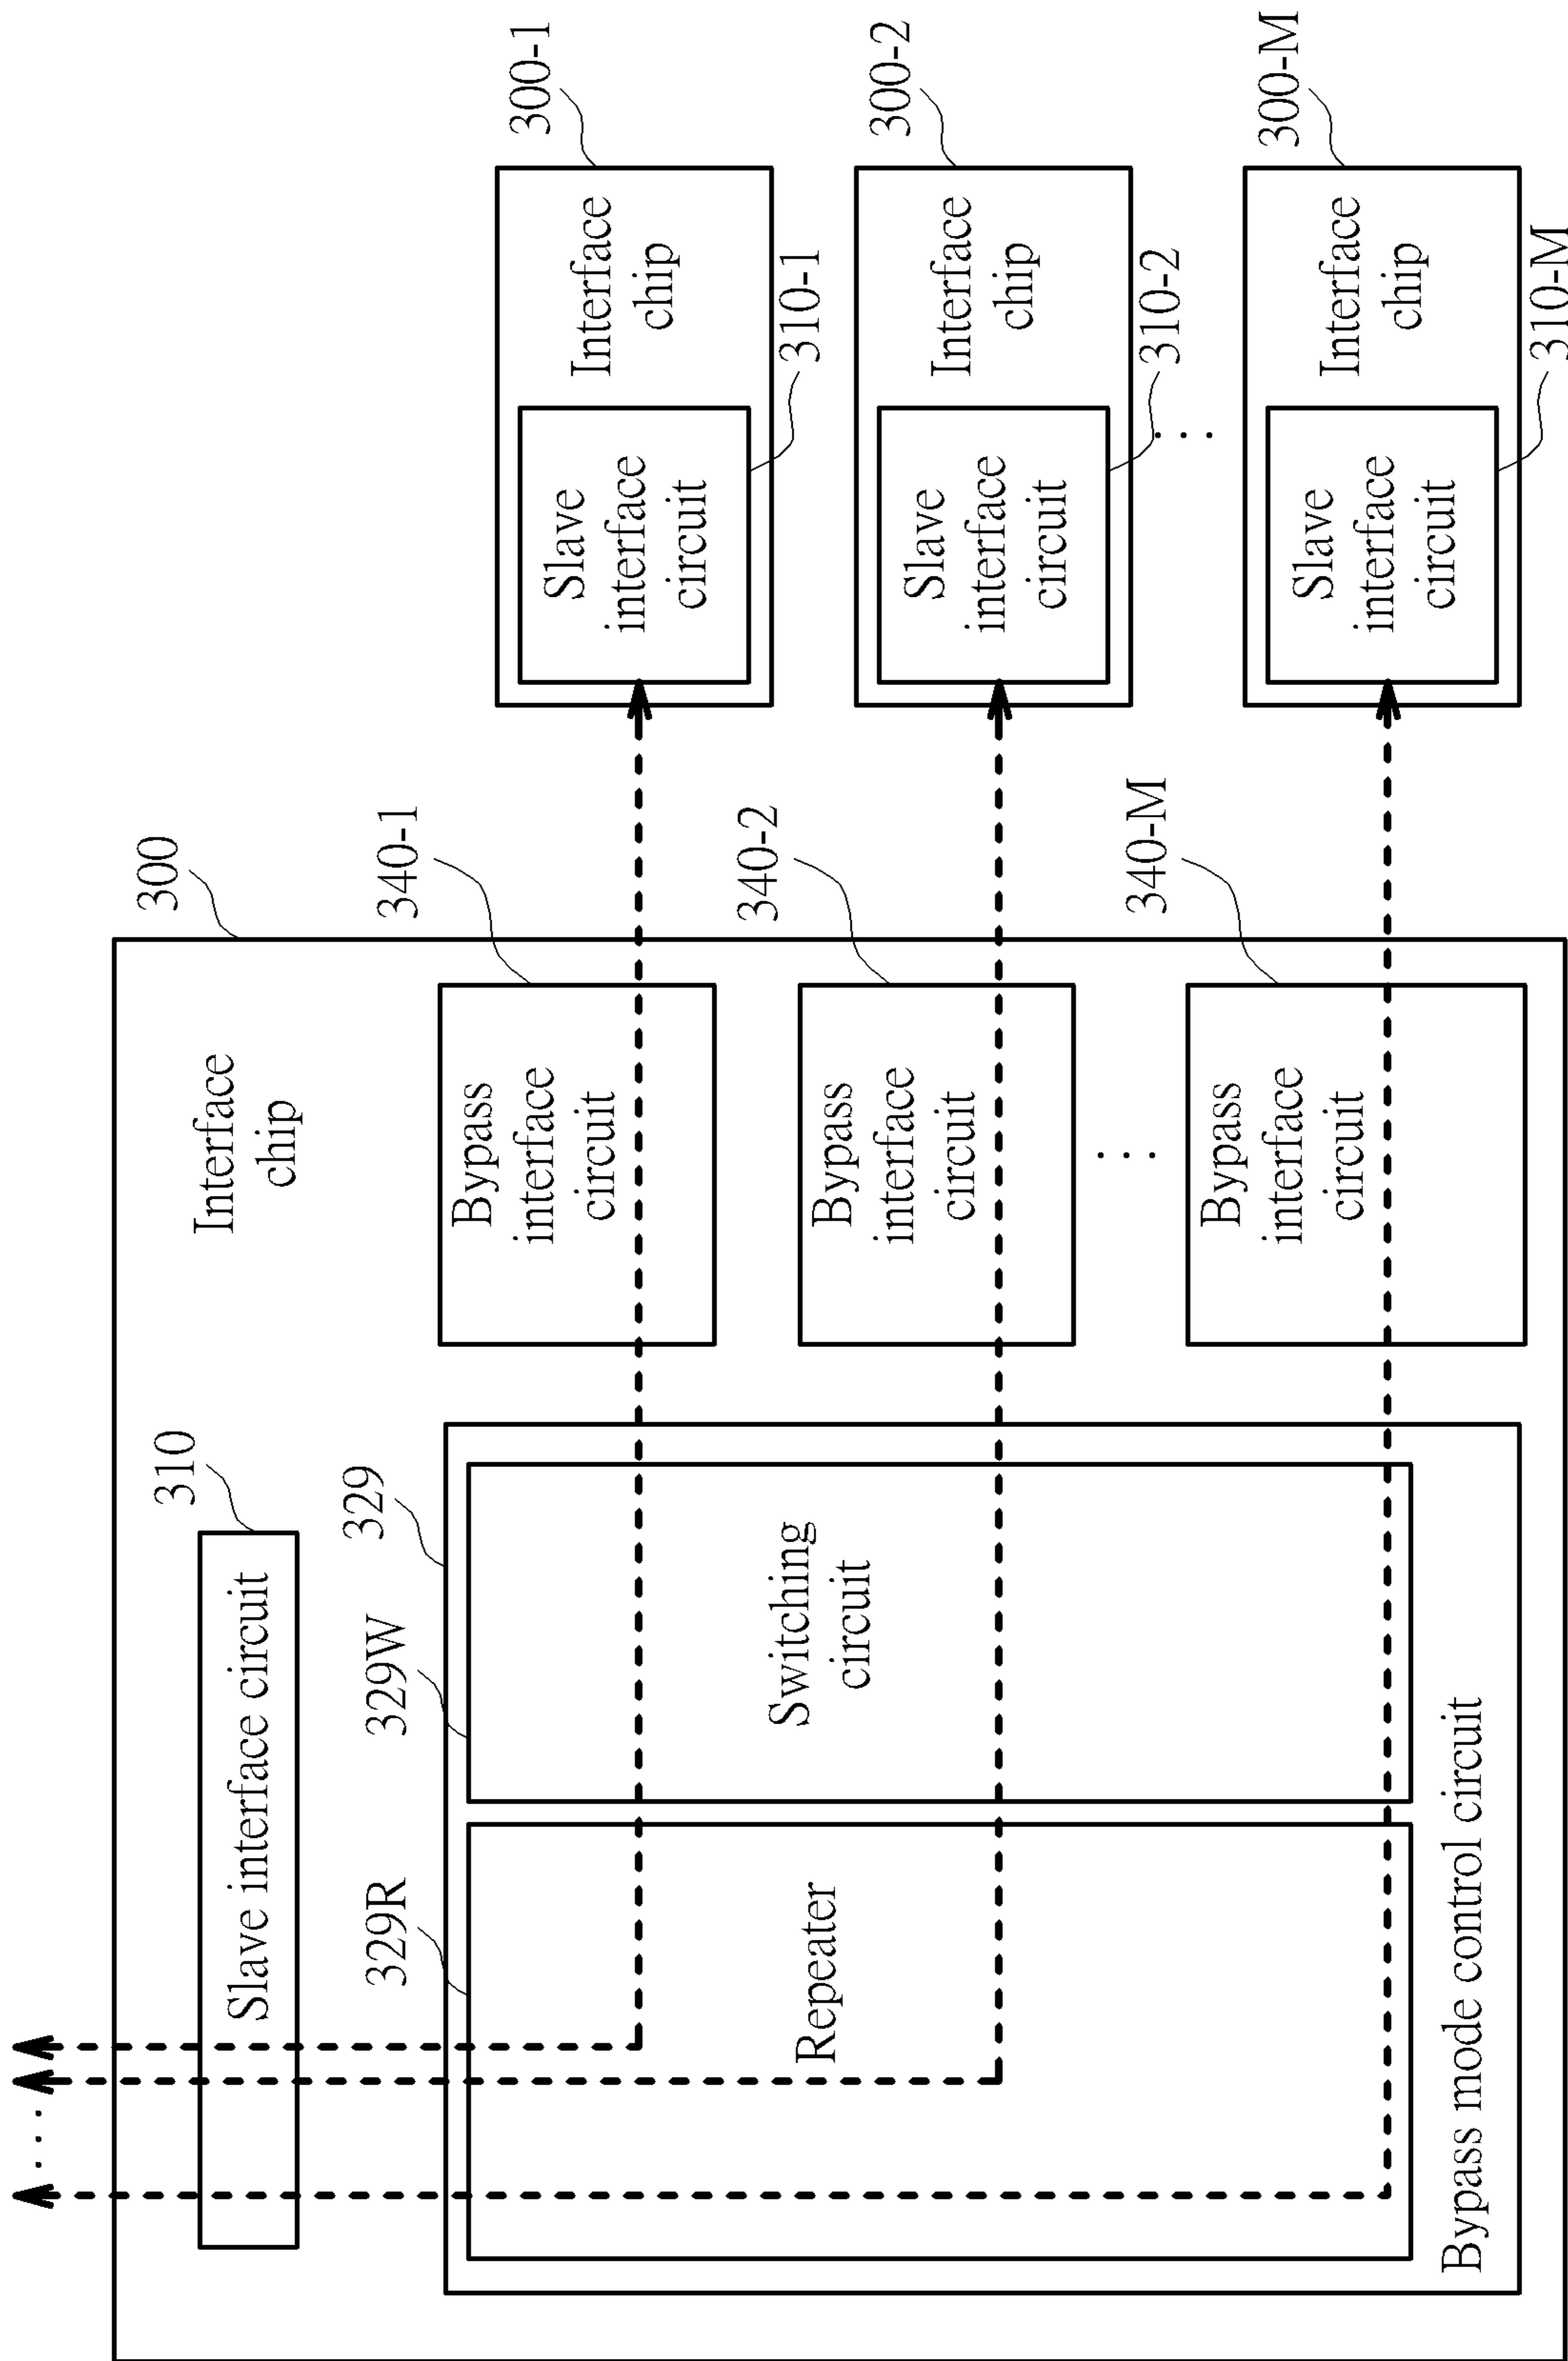 300
Interface
chip
310
Slave interface circuit
329
329W
329R
Switching
circuit
Repeater
Bypass mode control circuit
340-1
Bypass
interface
circuit
340-2
Bypass
interface
circuit
...
340-M
Bypass
interface
circuit
300-1
Interface
chip
Slave
interface
circuit
310-1
300-2
Interface
chip
Slave
interface
circuit
310-2
...
300-M
Interface
chip
Slave
interface
circuit
310-M
....